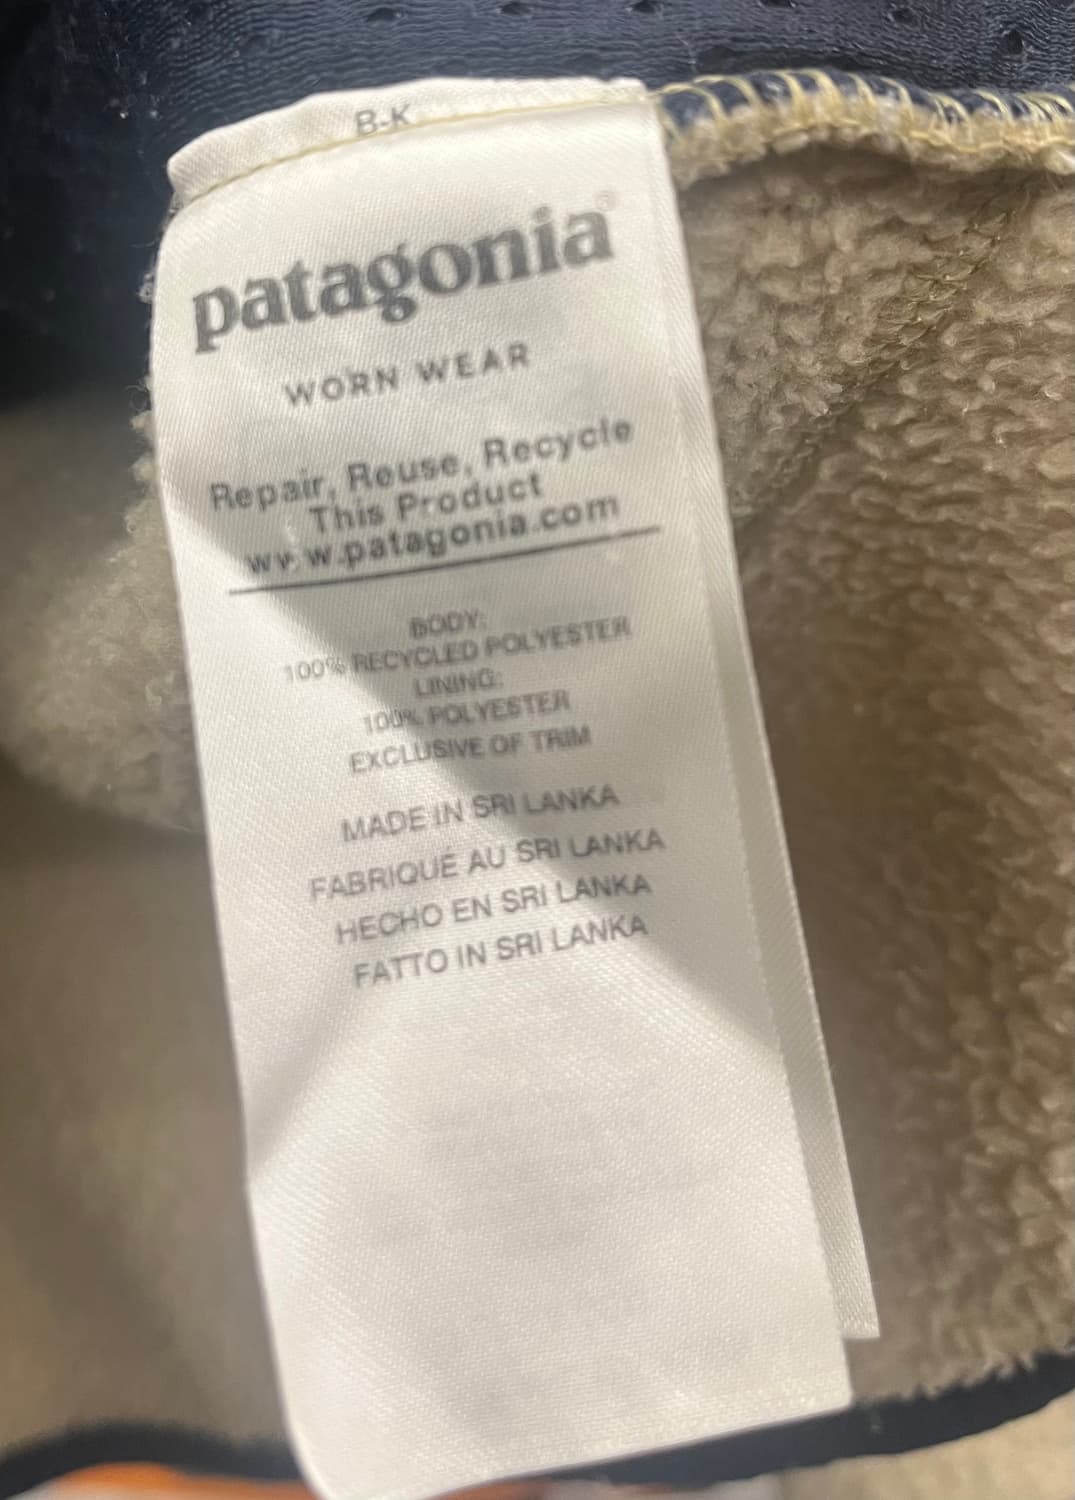 B-K
patagonia®
WORN WEAR
Repair, Reuse, Recycle
This Product
www.patagonia.com
BODY:
100% RECYCLED POLYESTER
LINING:
100% POLYESTER
EXCLUSIVE OF TRIM
MADE IN SRI LANKA
FABRIQUÉ AU SRI LANKA
HECHO EN SRI LANKA
FATTO IN SRI LANKA